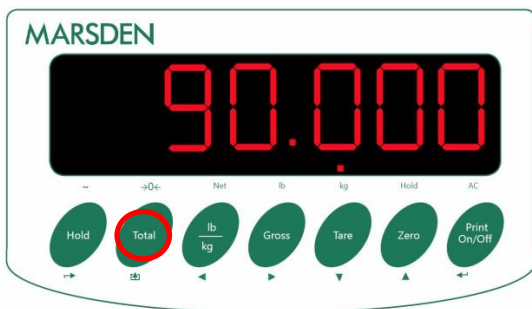 MARSDEN
90.000
~ →0← Net lb kg Hold AC
Hold Total lb/kg Gross Tare Zero Print On/Off